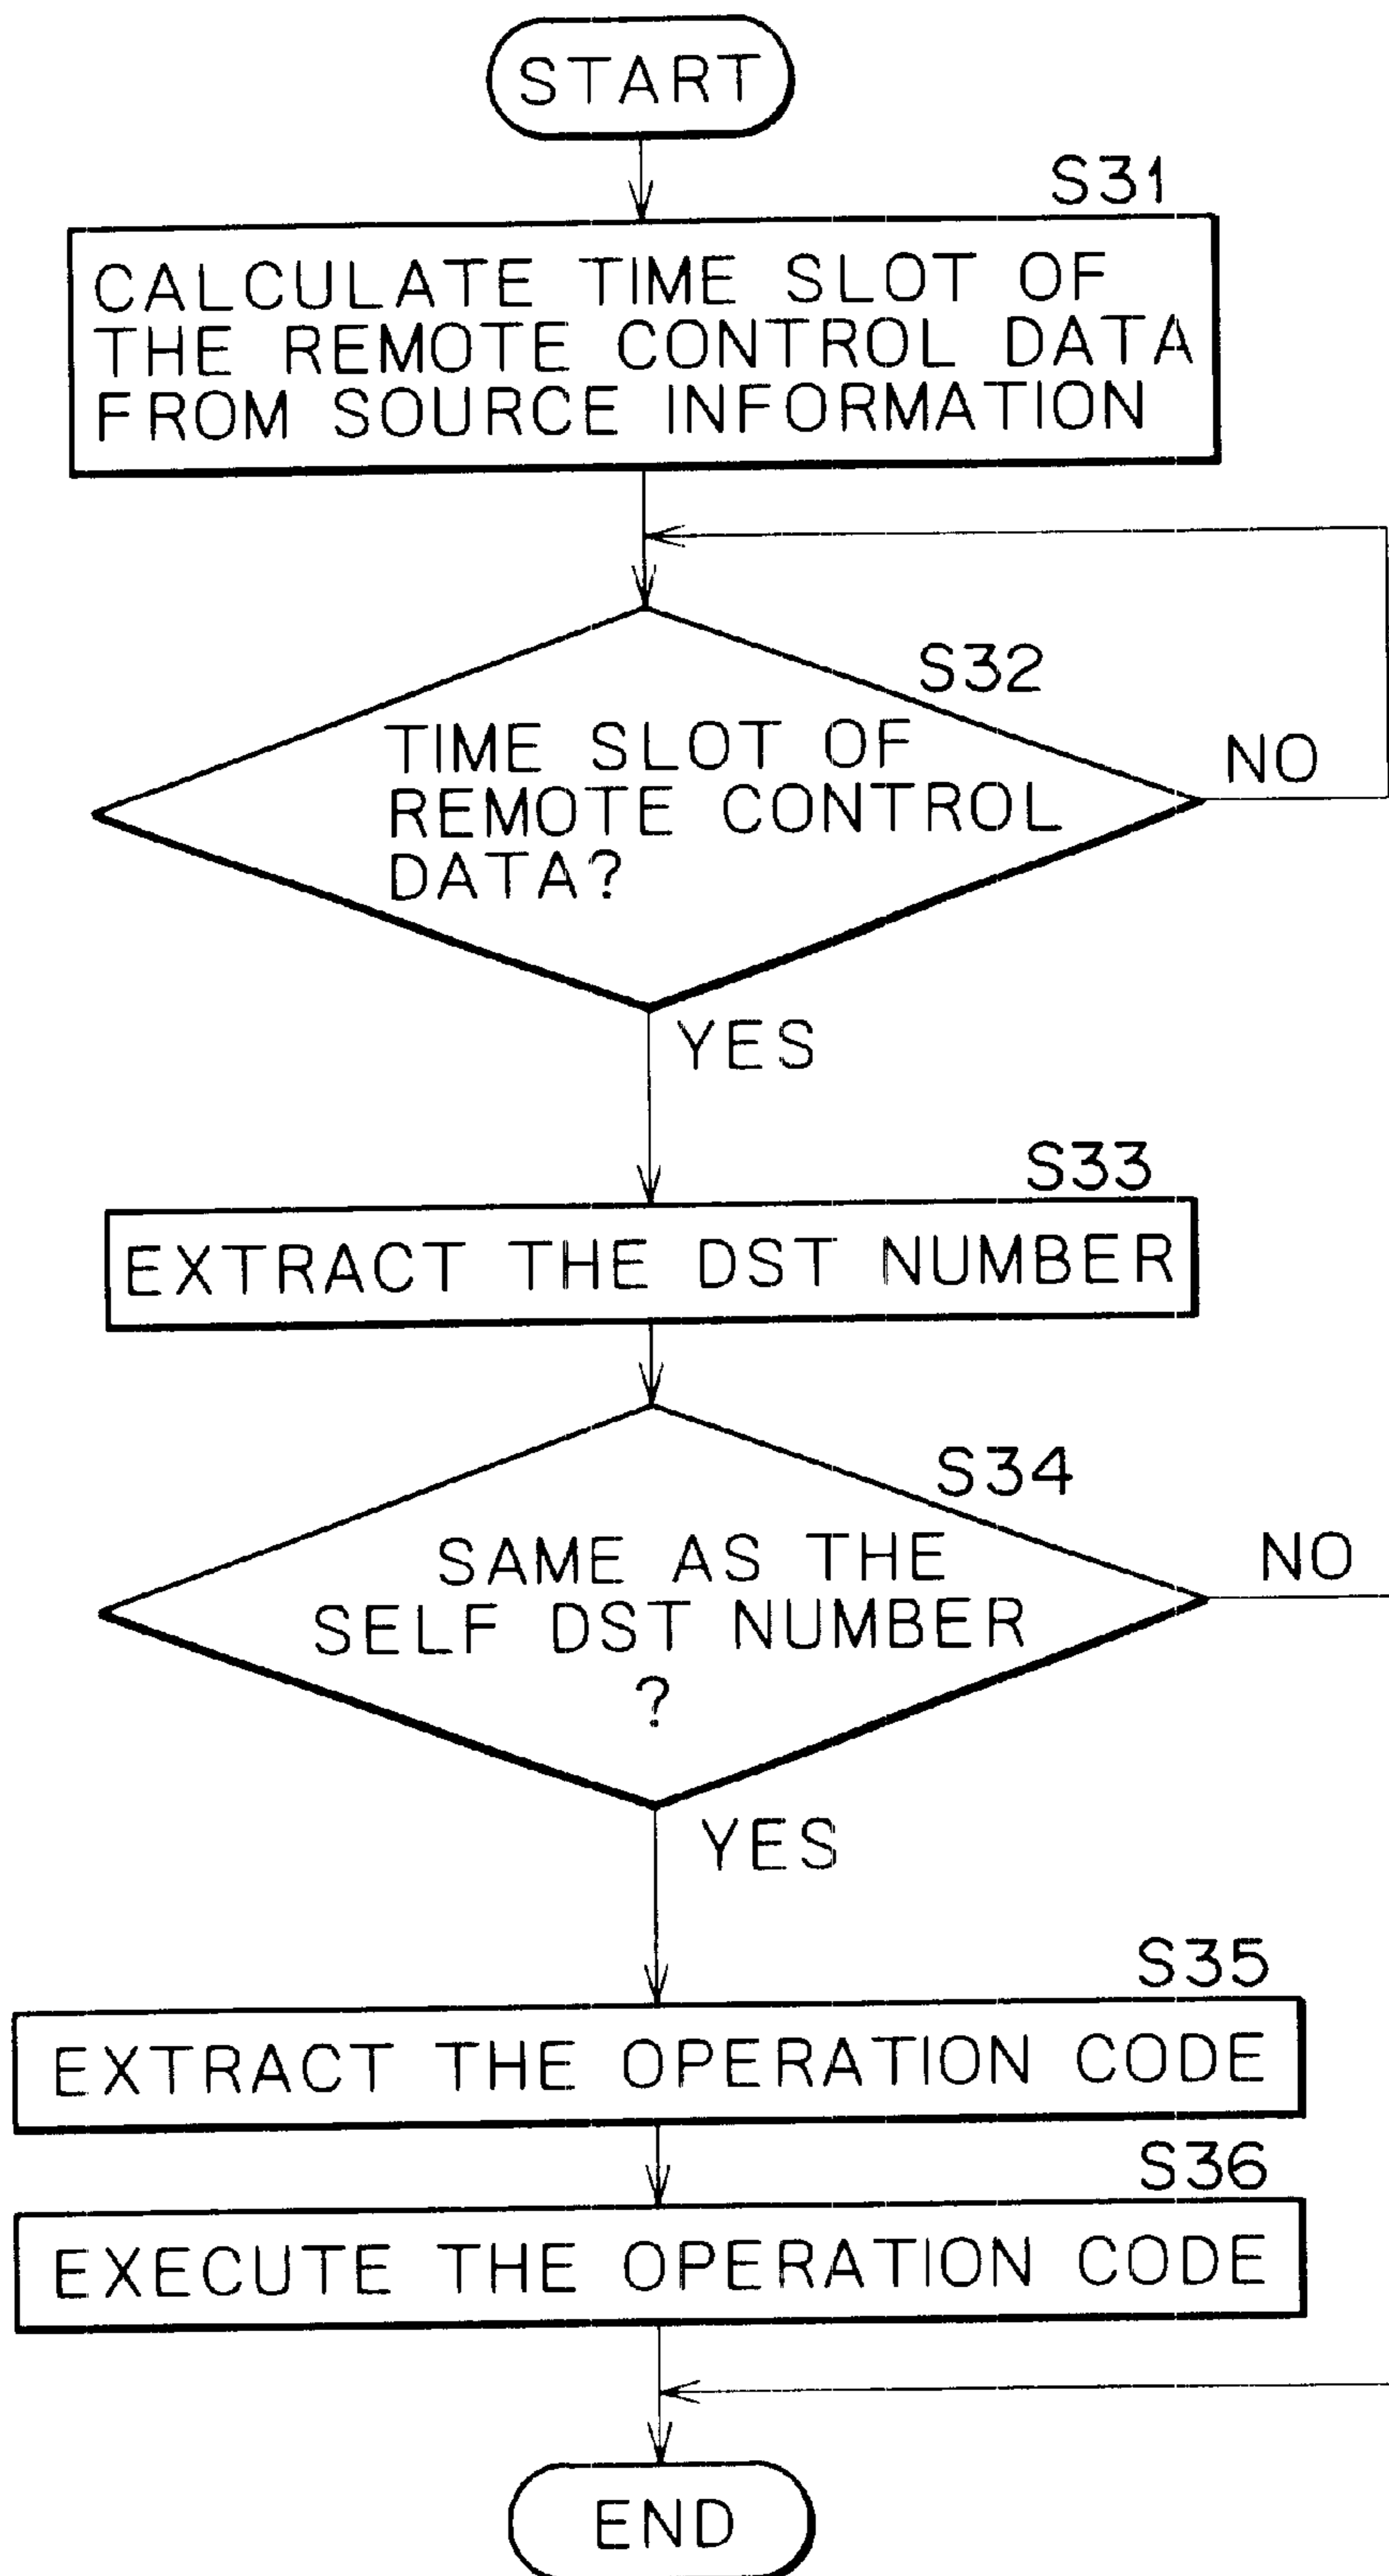 START
S31
CALCULATE TIME SLOT OF
THE REMOTE CONTROL DATA
FROM SOURCE INFORMATION
S32
TIME SLOT OF
REMOTE CONTROL
DATA?
NO
YES
S33
EXTRACT THE DST NUMBER
S34
SAME AS THE
SELF DST NUMBER
?
NO
YES
S35
EXTRACT THE OPERATION CODE
S36
EXECUTE THE OPERATION CODE
END